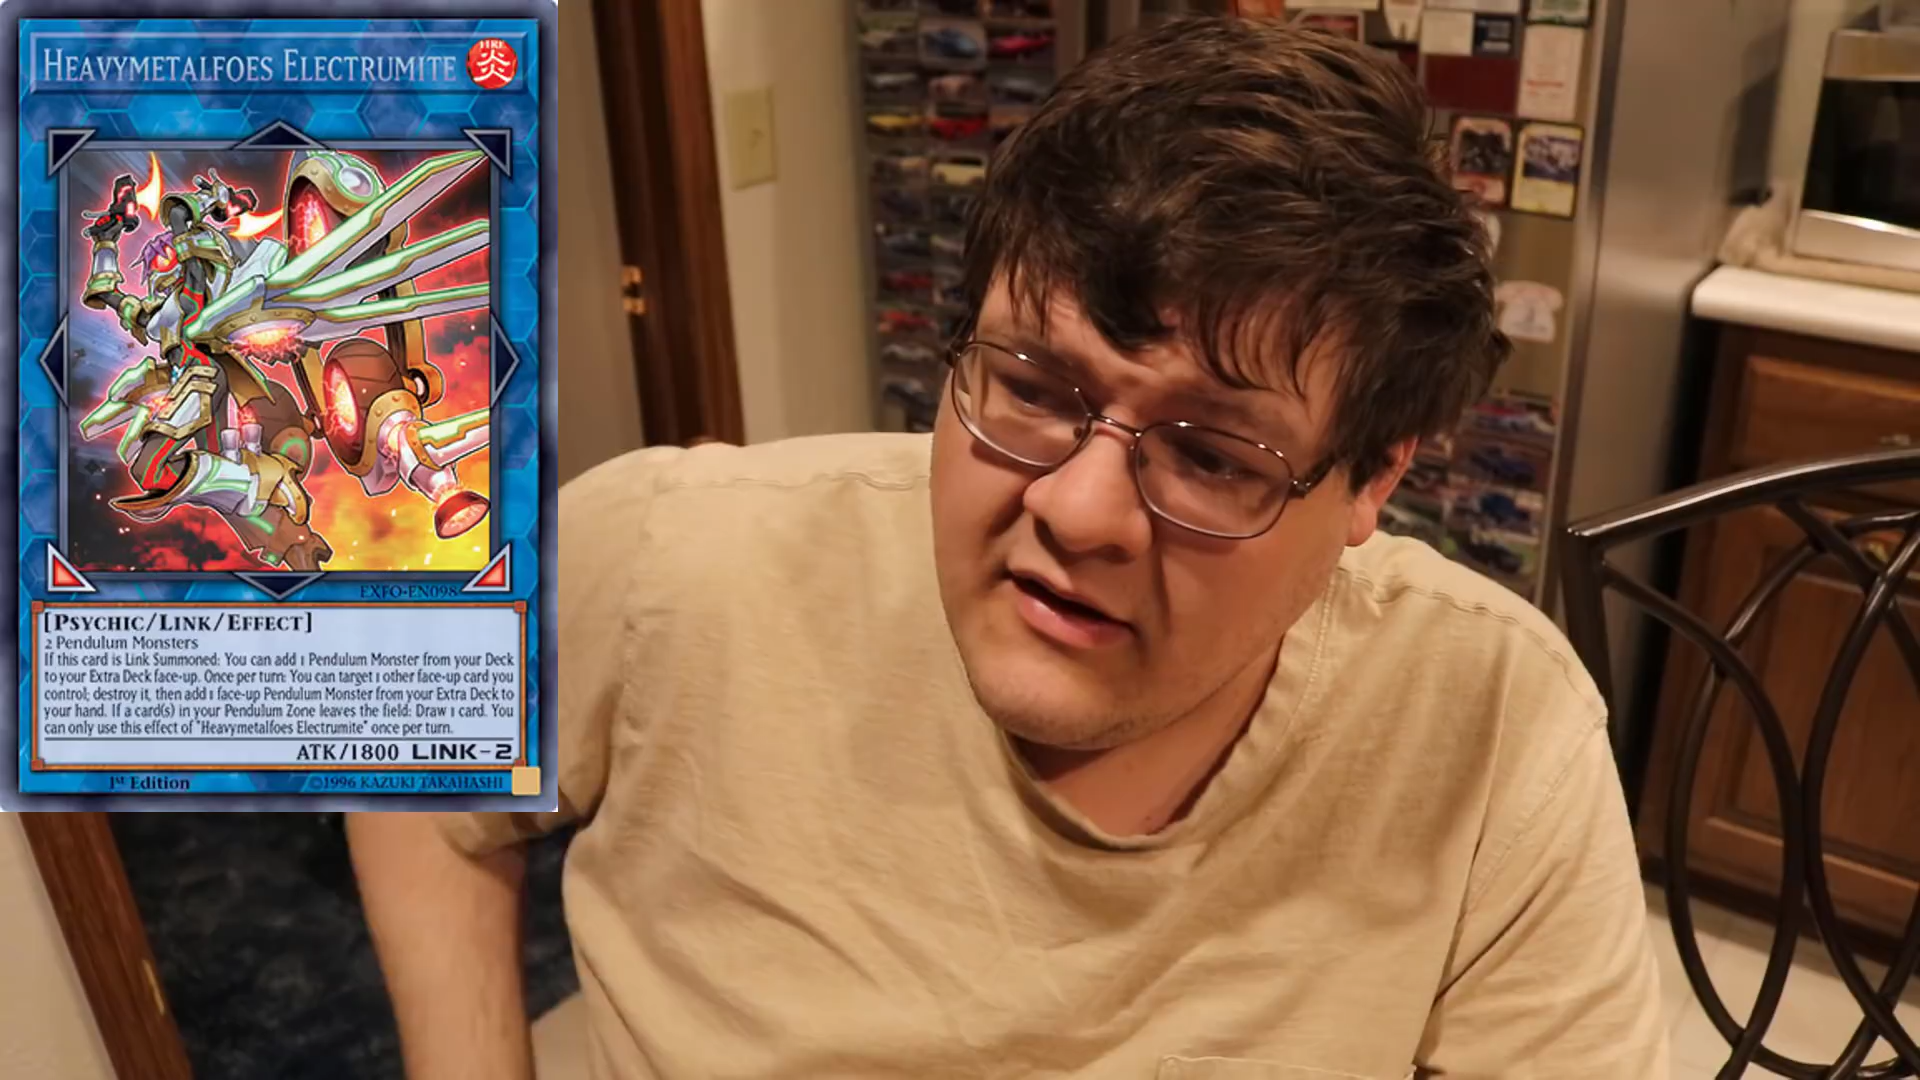 HEAVYMETALFOES ELECTRUMITE
FIRE
炎
EXFO-EN098
[PSYCHIC/LINK/EFFECT]
2 Pendulum Monsters
If this card is Link Summoned: You can add 1 Pendulum Monster from your Deck
to your Extra Deck face-up. Once per turn: You can target 1 other face-up card you
control; destroy it, then add 1 face-up Pendulum Monster from your Extra Deck to
your hand. If a card(s) in your Pendulum Zone leaves the field: Draw 1 card. You
can only use this effect of "Heavymetalfoes Electrumite" once per turn.
ATK/1800 LINK-2
1st Edition
©1996 KAZUKI TAKAHASHI